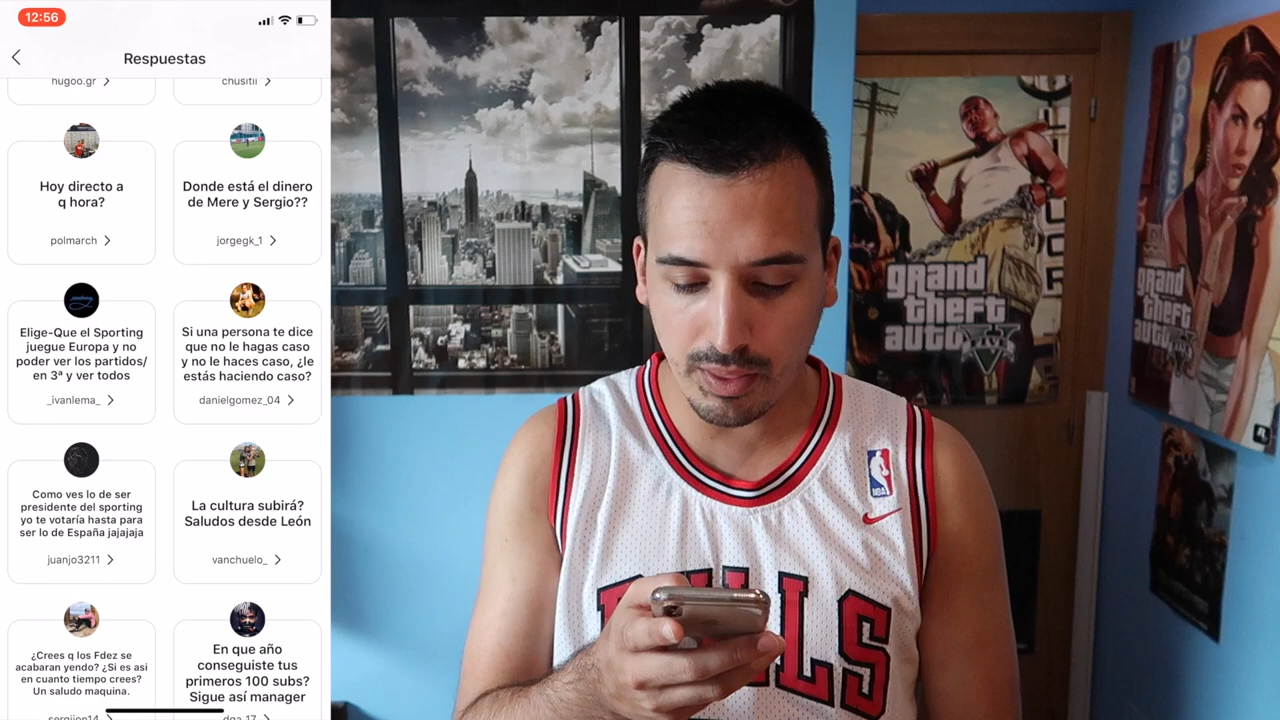 12:56
Respuestas
hugoo.gr
chusitii
Hoy directo a
q hora?
polmarch
Donde está el dinero
de Mere y Sergio??
jorgegk_1
Elige-Que el Sporting
juegue Europa y no
poder ver los partidos/
en 3ª y ver todos
_ivanlema_
Si una persona te dice
que no le hagas caso
y no le haces caso, ¿le
estás haciendo caso?
danielgomez_04
Como ves lo de ser
presidente del sporting
yo te votaría hasta para
ser lo de España jajajaja
juanjo3211
La cultura subirá?
Saludos desde León
vanchuelo_
¿Crees q los Fdez se
acabaran yendo? ¿Si es asi
en cuanto tiempo crees?
Un saludo maquina.
sergijon14
En que año
conseguiste tus
primeros 100 subs?
Sigue así manager
dga_17_
grand
theft
auto V
grand
theft
auto V
NBA
BULLS